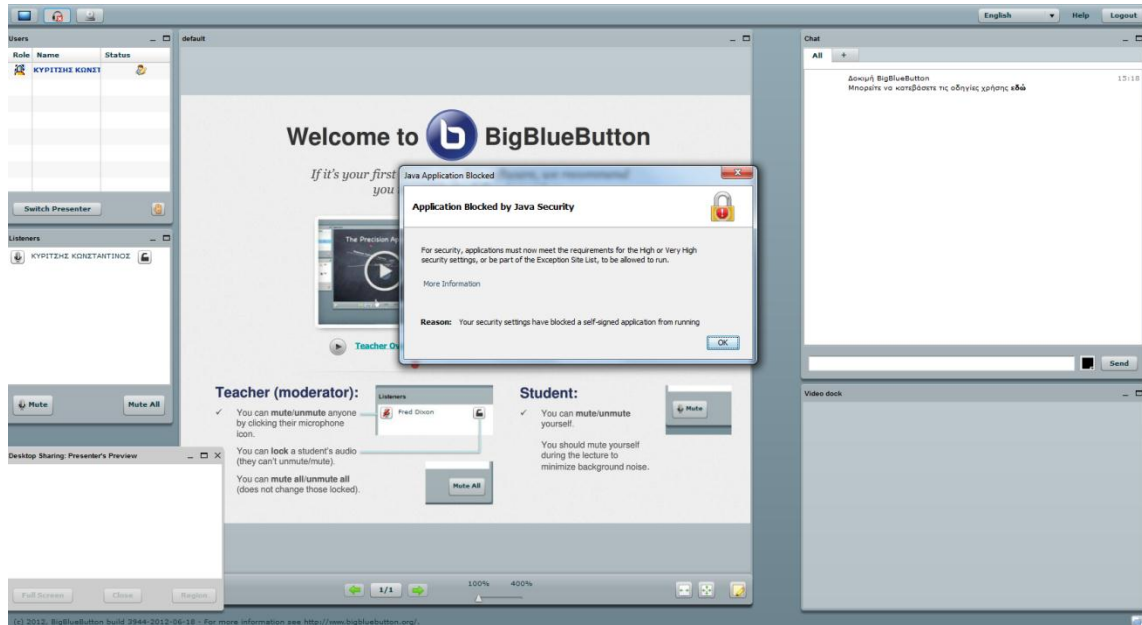 English
Help
Logout
Users
Role Name Status
ΚΥΡΙΤΣΗΣ ΚΩΝΣΤ
Switch Presenter
Listeners
ΚΥΡΙΤΣΗΣ ΚΩΝΣΤΑΝΤΙΝΟΣ
Mute
Mute All
Desktop Sharing: Presenter's Preview
Full Screen
Close
Region
default
Welcome to BigBlueButton
If it's your first
you
The Precision
Teacher Ov
Java Application Blocked
Application Blocked by Java Security
For security, applications must now meet the requirements for the High or Very High
security settings, or be part of the Exception Site List, to be allowed to run.
More Information
Reason: Your security settings have blocked a self-signed application from running
OK
Teacher (moderator):
✓ You can mute/unmute anyone
by clicking their microphone
icon.
You can lock a student's audio
(they can't unmute/mute).
You can mute all/unmute all
(does not change those locked).
Listeners
Fred Dixon
Mute All
Student:
✓ You can mute/unmute
yourself.
You should mute yourself
during the lecture to
minimize background noise.
Mute
1/1
100% 400%
Chat
All +
Δοκιμή BigBlueButton 15:18
Μπορείτε να κατεβάσετε τις οδηγίες χρήσης εδώ
Send
Video dock
(c) 2012. BigBlueButton build 3944-2012-06-18 - For more information see http://www.bigbluebutton.org/.